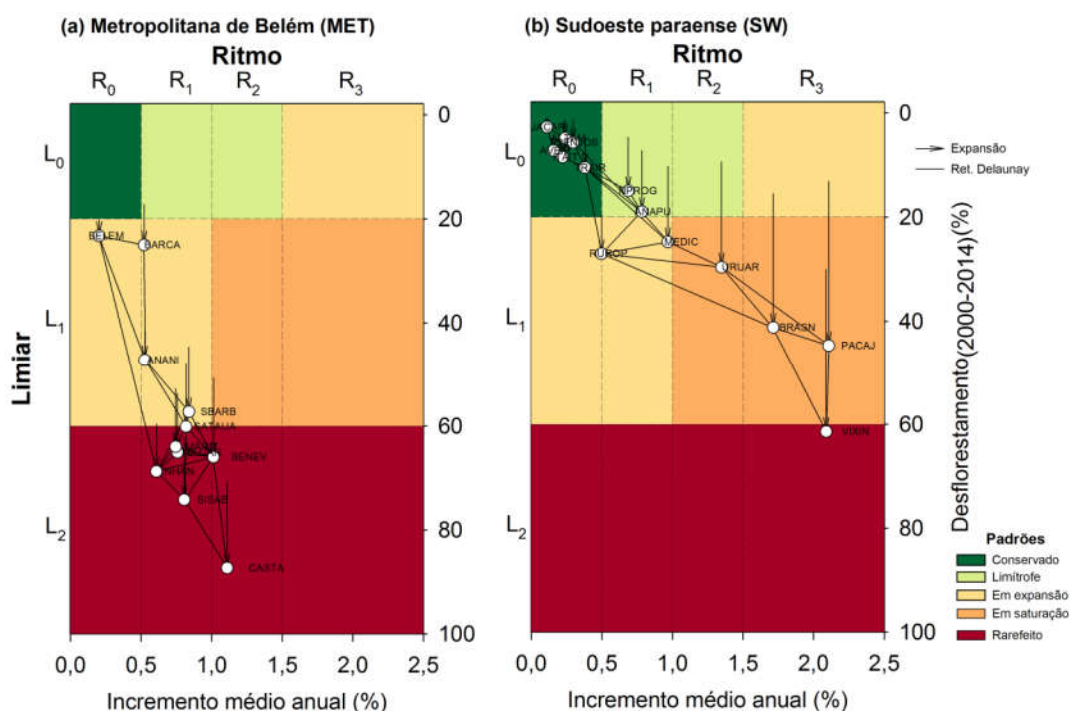 (a) Metropolitana de Belém (MET)
Ritmo
R0 R1 R2 R3
L0
L1
L2
Limiar
0
20
40
60
80
100
BELEM
BARCA
ANANI
SBARB
BENEV
SISAB
CASTA
0,0 0,5 1,0 1,5 2,0 2,5
Incremento médio anual (%)
(b) Sudoeste paraense (SW)
Ritmo
R0 R1 R2 R3
L0
L1
L2
0
20
40
60
80
100
NPROG
ANAPU
MEDIC
RUROP
URUAR
BRASN
PACAJ
VIXIN
0,0 0,5 1,0 1,5 2,0 2,5
Incremento médio anual (%)
Desflorestamento(2000-2014)(%)
Expansão
Ret. Delaunay
Padrões
Conservado
Limítrofe
Em expansão
Em saturação
Rarefeito